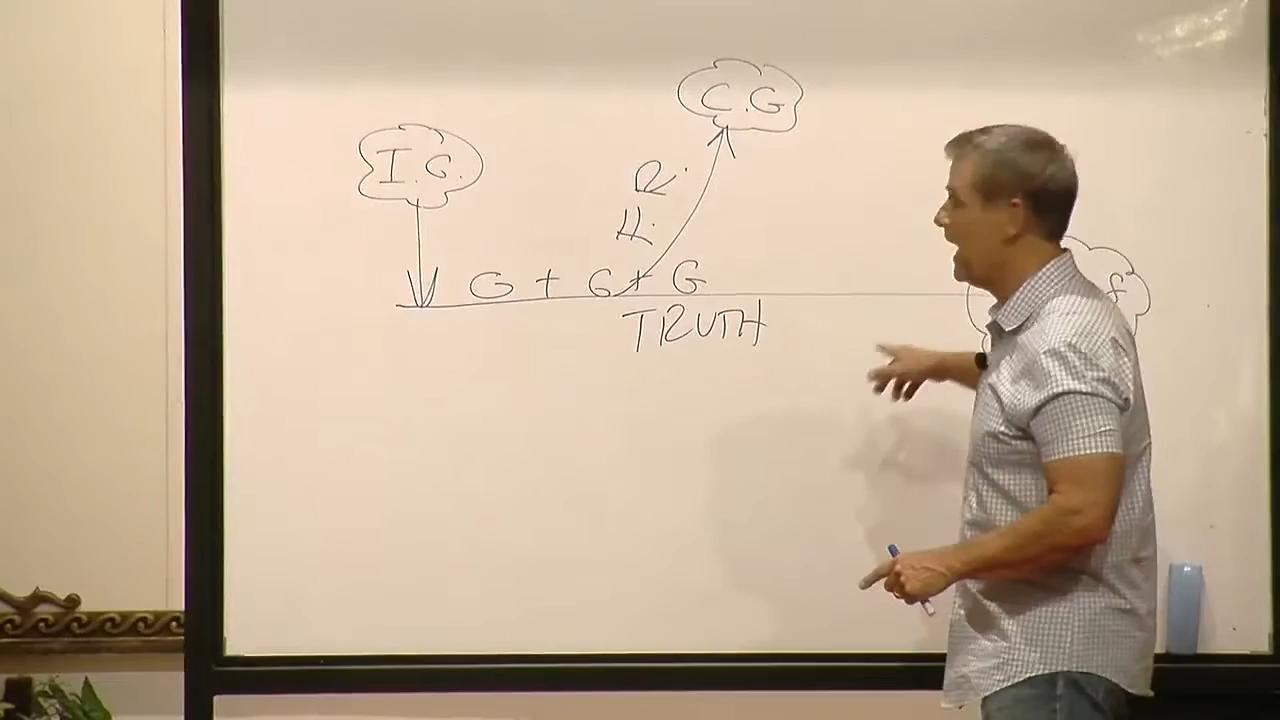 C.G
I.G.
R.
H.
G + G + G
TRUTH